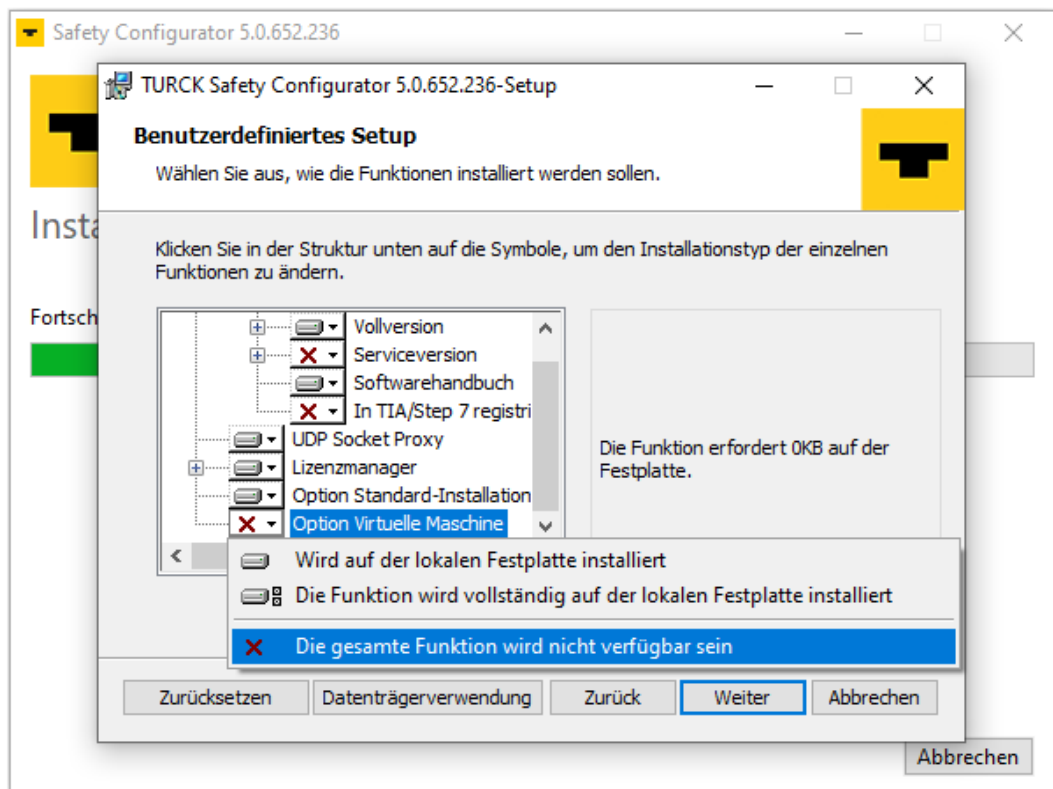 Safety Configurator 5.0.652.236
TURCK Safety Configurator 5.0.652.236-Setup
Benutzerdefiniertes Setup
Wählen Sie aus, wie die Funktionen installiert werden sollen.
Insta
Klicken Sie in der Struktur unten auf die Symbole, um den Installationstyp der einzelnen
Funktionen zu ändern.
Fortsch
Vollversion
Serviceversion
Softwarehandbuch
In TIA/Step 7 registri
UDP Socket Proxy
Lizenzmanager
Option Standard-Installation
Option Virtuelle Maschine
Die Funktion erfordert 0KB auf der
Festplatte.
Wird auf der lokalen Festplatte installiert
Die Funktion wird vollständig auf der lokalen Festplatte installiert
Die gesamte Funktion wird nicht verfügbar sein
Zurücksetzen
Datenträgerverwendung
Zurück
Weiter
Abbrechen
Abbrechen